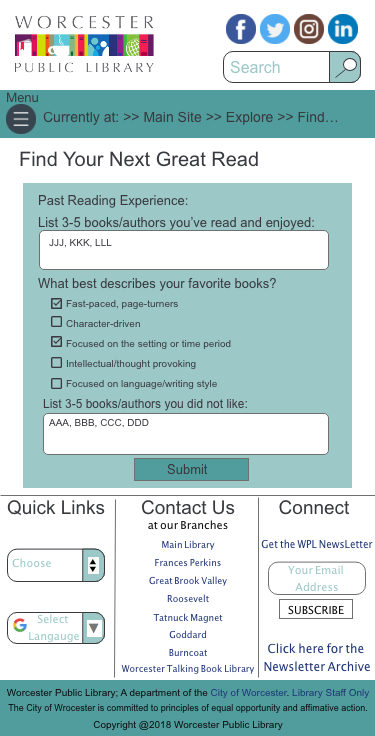 WORCESTER
PUBLIC LIBRARY
Search
Menu
Currently at: >> Main Site >> Explore >> Find…
Find Your Next Great Read
Past Reading Experience:
List 3-5 books/authors you've read and enjoyed:
JJJ, KKK, LLL
What best describes your favorite books?
Fast-paced, page-turners
Character-driven
Focused on the setting or time period
Intellectual/thought provoking
Focused on language/writing style
List 3-5 books/authors you did not like:
AAA, BBB, CCC, DDD
Submit
Quick Links
Choose
Select
Langauge
Contact Us
at our Branches
Main Library
Frances Perkins
Great Brook Valley
Roosevelt
Tatnuck Magnet
Goddard
Burncoat
Worcester Talking Book Library
Connect
Get the WPL NewsLetter
Your Email
Address
SUBSCRIBE
Click here for the
Newsletter Archive
Worcester Public Library; A department of the City of Worcester. Library Staff Only
The City of Wrocester is committed to principles of equal opportunity and affirmative action.
Copyright @2018 Worcester Public Library